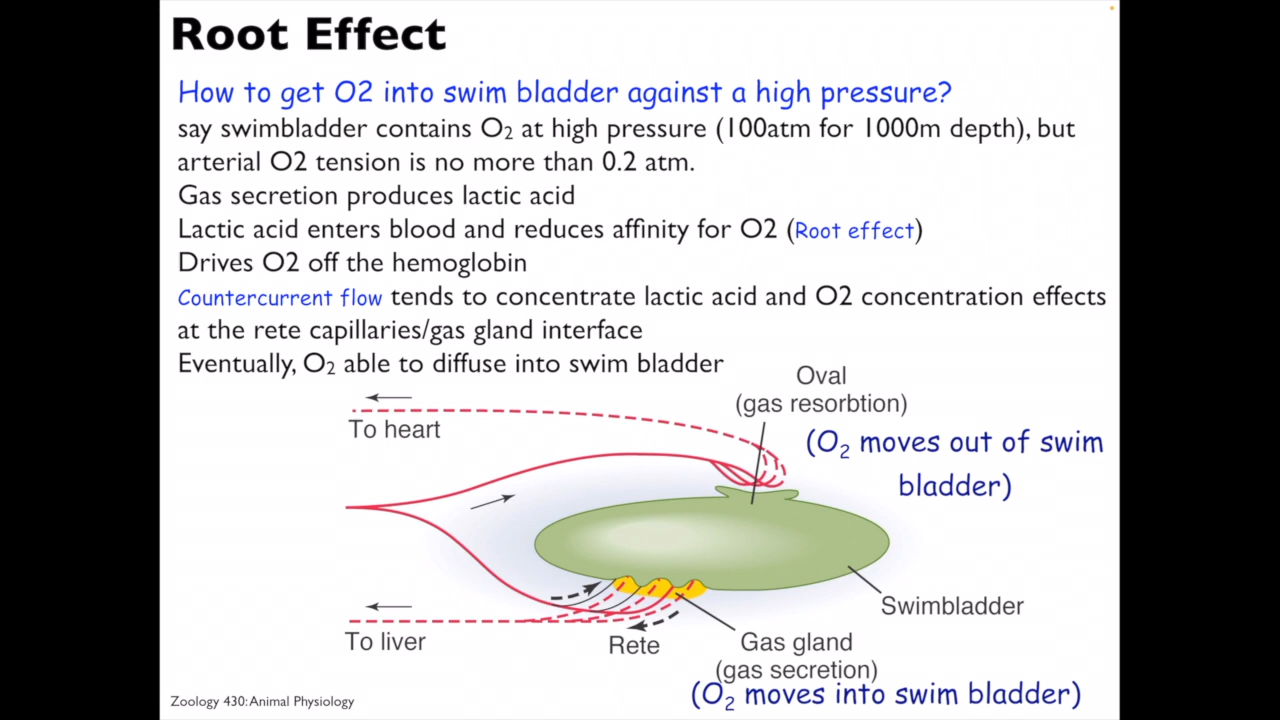 Root Effect
How to get O2 into swim bladder against a high pressure?
say swimbladder contains O₂ at high pressure (100atm for 1000m depth), but
arterial O2 tension is no more than 0.2 atm.
Gas secretion produces lactic acid
Lactic acid enters blood and reduces affinity for O2 (Root effect)
Drives O2 off the hemoglobin
Countercurrent flow tends to concentrate lactic acid and O2 concentration effects
at the rete capillaries/gas gland interface
Eventually, O₂ able to diffuse into swim bladder
Oval
(gas resorbtion)
To heart
(O₂ moves out of swim
bladder)
Swimbladder
To liver
Rete
Gas gland
(gas secretion)
(O₂ moves into swim bladder)
Zoology 430: Animal Physiology